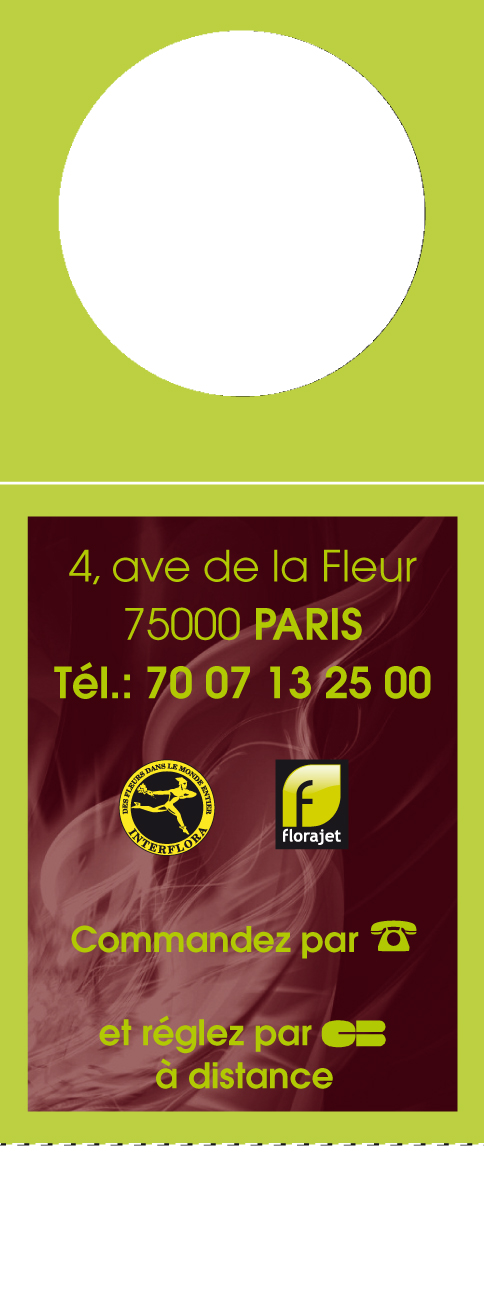 4, ave de la Fleur
75000 PARIS
Tél.: 70 07 13 25 00
DES FLEURS DANS LE MONDE ENTIER
INTERFLORA
f
florajet
Commandez par
et réglez par CB
à distance